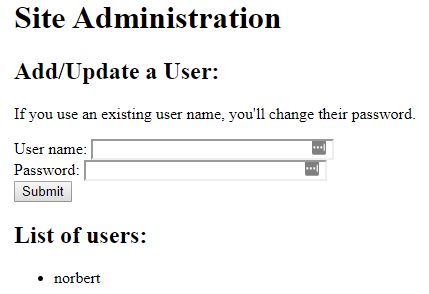 Site Administration
Add/Update a User:
If you use an existing user name, you'll change their password.
User name:
Password:
Submit
List of users:
norbert